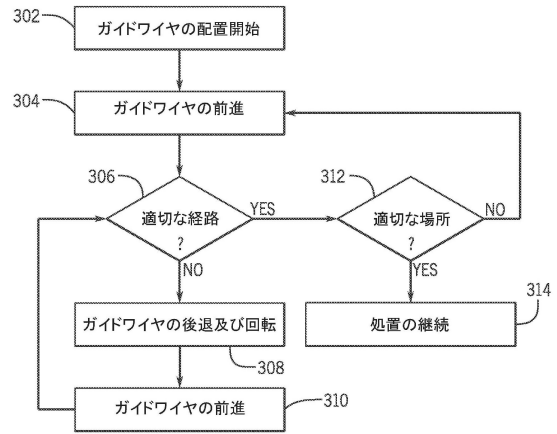 302
ガイドワイヤの配置開始
304
ガイドワイヤの前進
306
適切な経路
?
YES
NO
312
適切な場所
?
NO
YES
ガイドワイヤの後退及び回転
308
処置の継続
314
ガイドワイヤの前進
310